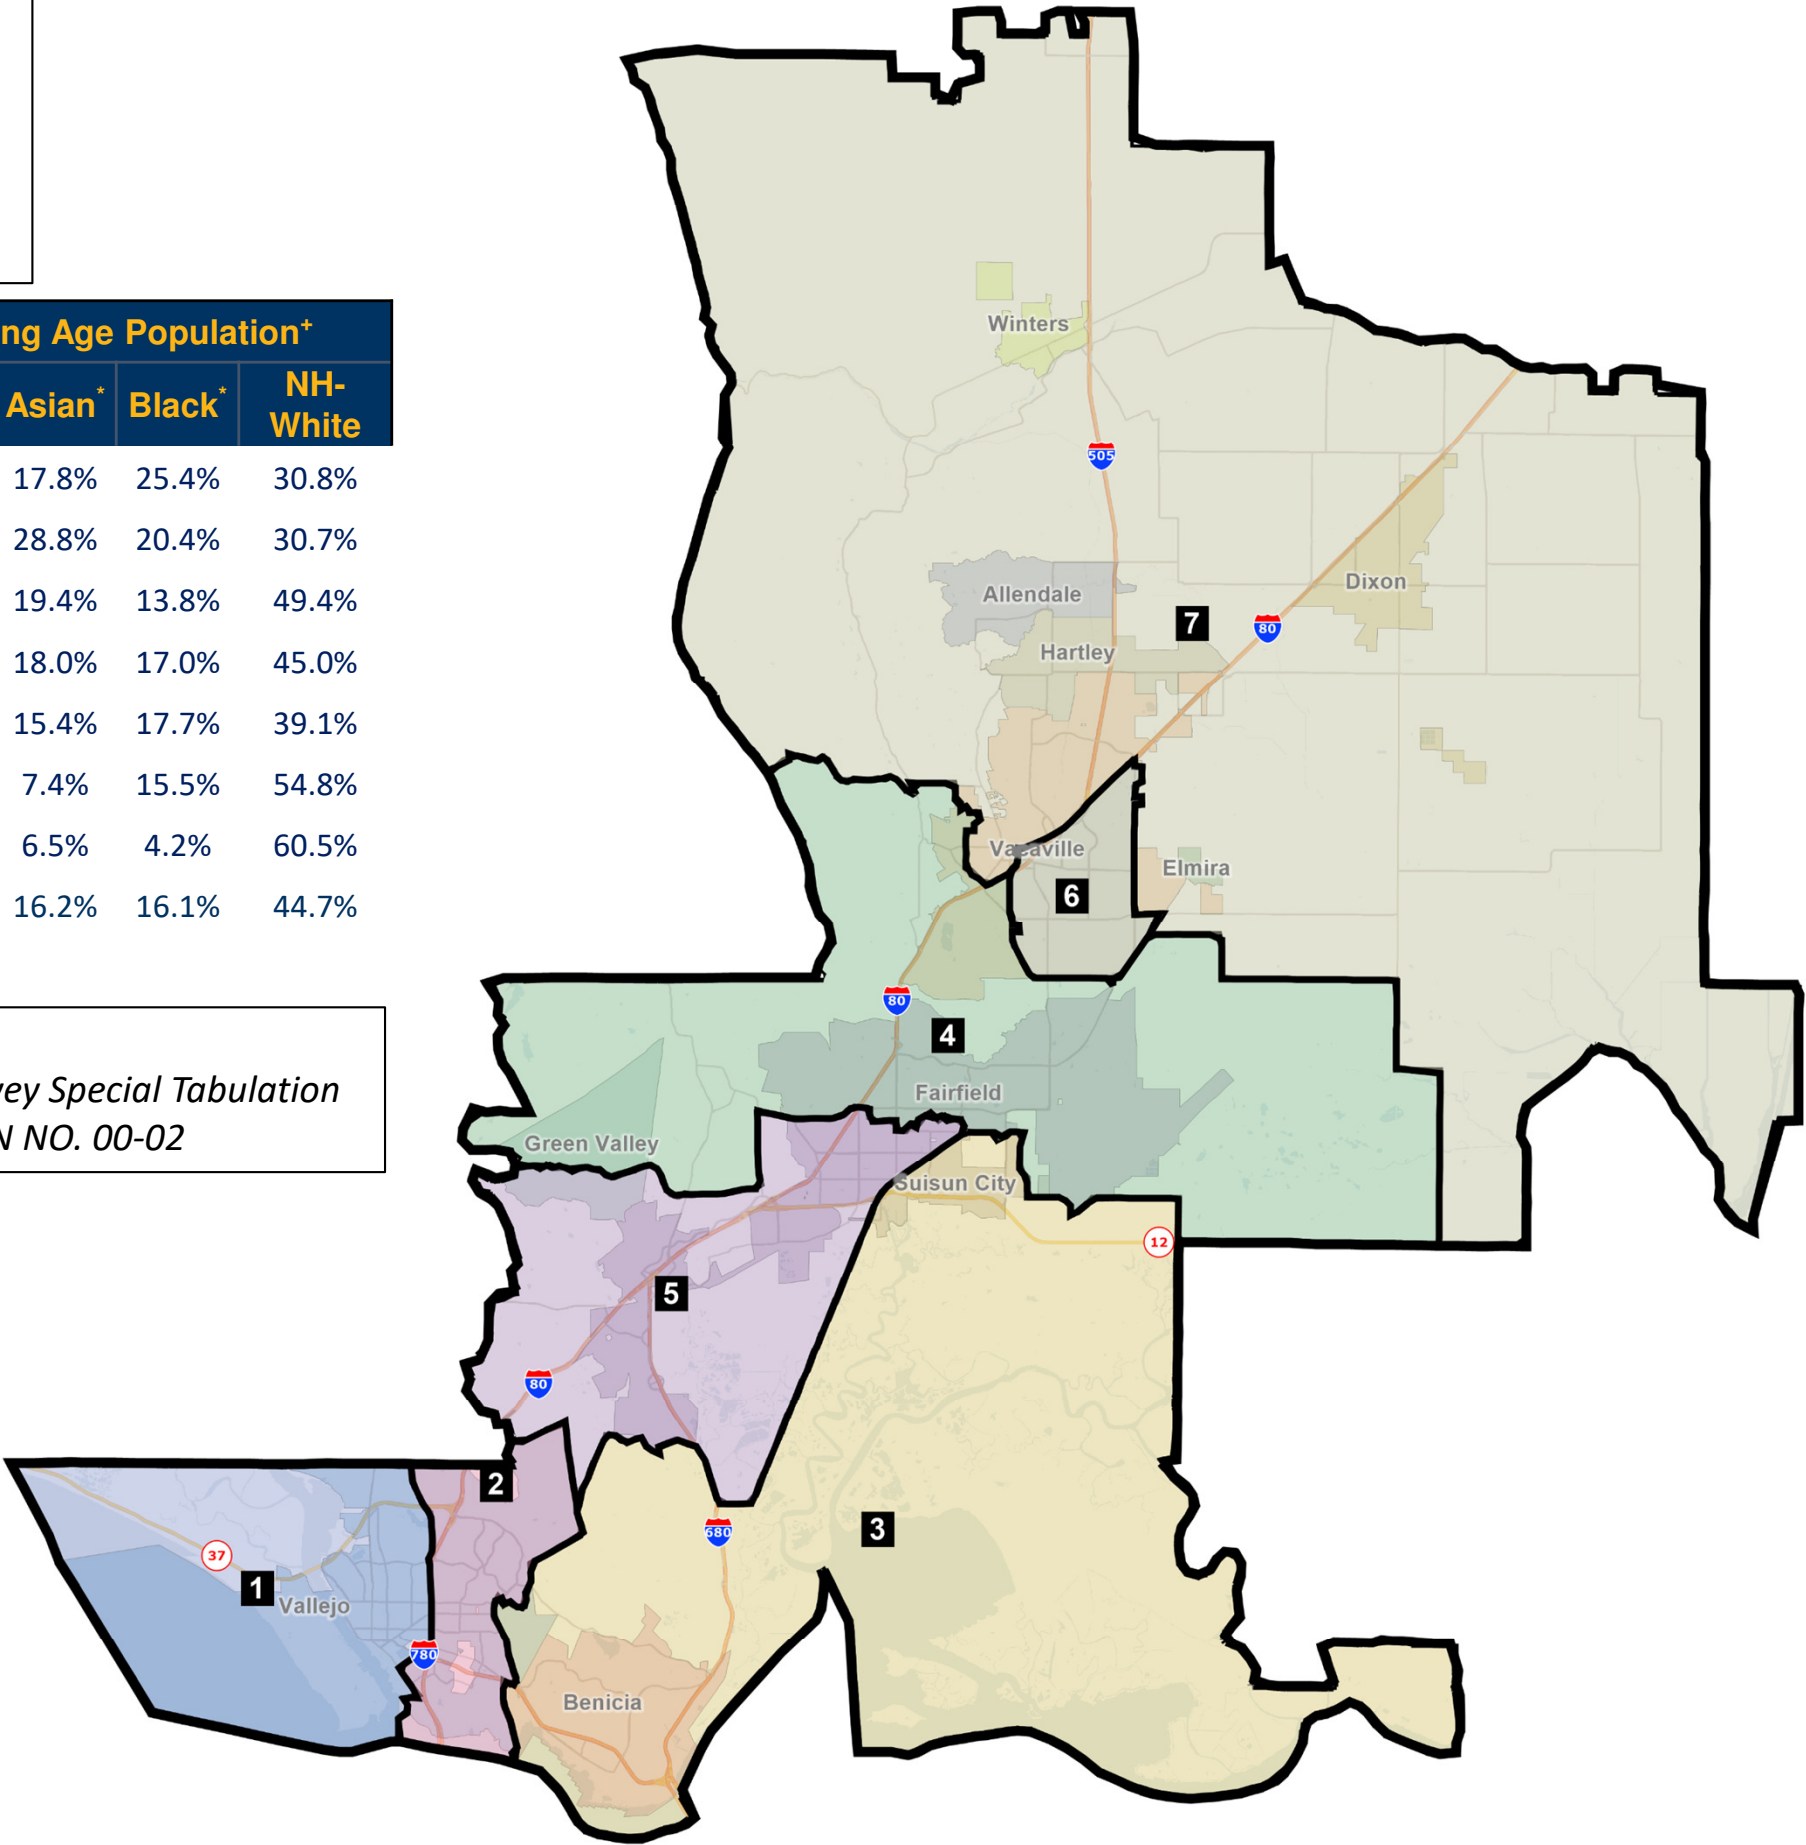 ng Age Population+
Asian* Black* NH-White
17.8% 25.4% 30.8%
28.8% 20.4% 30.7%
19.4% 13.8% 49.4%
18.0% 17.0% 45.0%
15.4% 17.7% 39.1%
7.4% 15.5% 54.8%
6.5% 4.2% 60.5%
16.2% 16.1% 44.7%
vey Special Tabulation
N NO. 00-02
Winters
505
Allendale
Dixon
7
80
Hartley
Vacaville
Elmira
6
80
4
Fairfield
Green Valley
Suisun City
12
5
80
2
680
3
37
1
Vallejo
780
Benicia